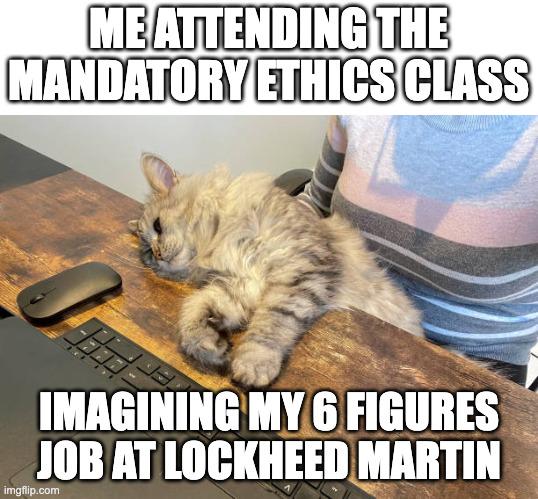 ME ATTENDING THE
MANDATORY ETHICS CLASS
IMAGINING MY 6 FIGURES
JOB AT LOCKHEED MARTIN
imgflip.com